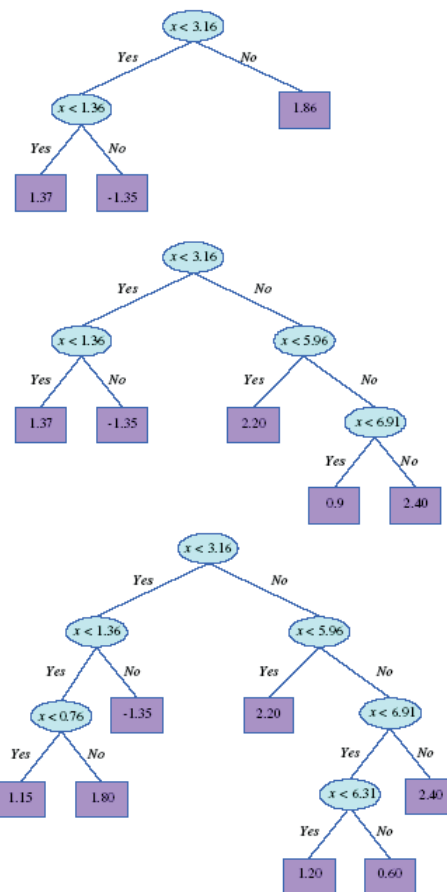 x < 3.16
Yes No
x < 1.36 1.86
Yes No
1.37 -1.35
x < 3.16
Yes No
x < 1.36 x < 5.96
Yes No Yes No
1.37 -1.35 2.20 x < 6.91
Yes No
0.9 2.40
x < 3.16
Yes No
x < 1.36 x < 5.96
Yes No Yes No
x < 0.76 -1.35 2.20 x < 6.91
Yes No Yes No
1.15 1.80 x < 6.31 2.40
Yes No
1.20 0.60